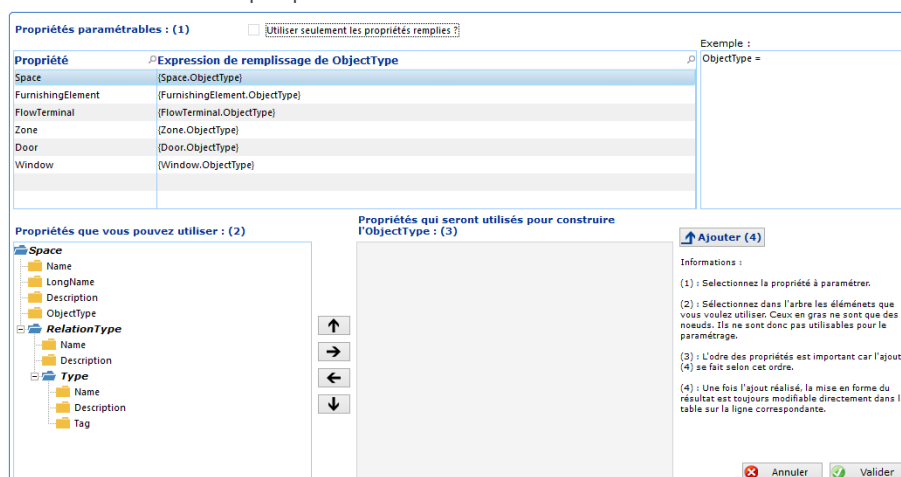 Propriétés paramétrables : (1)
Utiliser seulement les propriétés remplies ?
Exemple :
Propriété
Expression de remplissage de ObjectType
ObjectType =
Space
{Space.ObjectType}
FurnishingElement
{FurnishingElement.ObjectType}
FlowTerminal
{FlowTerminal.ObjectType}
Zone
{Zone.ObjectType}
Door
{Door.ObjectType}
Window
{Window.ObjectType}
Propriétés que vous pouvez utiliser : (2)
Propriétés qui seront utilisés pour construire
l'ObjectType : (3)
Ajouter (4)
Space
Name
LongName
Description
ObjectType
RelationType
Name
Description
Type
Name
Description
Tag
Informations :
(1) : Selectionnez la propriété à paramétrer.
(2) : Sélectionnez dans l'arbre les éléménets que
vous voulez utiliser. Ceux en gras ne sont que des
noeuds. Ils ne sont donc pas utilisables pour le
paramétrage.
(3) : L'odre des propriétés est important car l'ajout
(4) se fait selon cet ordre.
(4) : Une fois l'ajout réalisé, la mise en forme du
résultat est toujours modifiable directement dans l
table sur la ligne correspondante.
Annuler
Valider